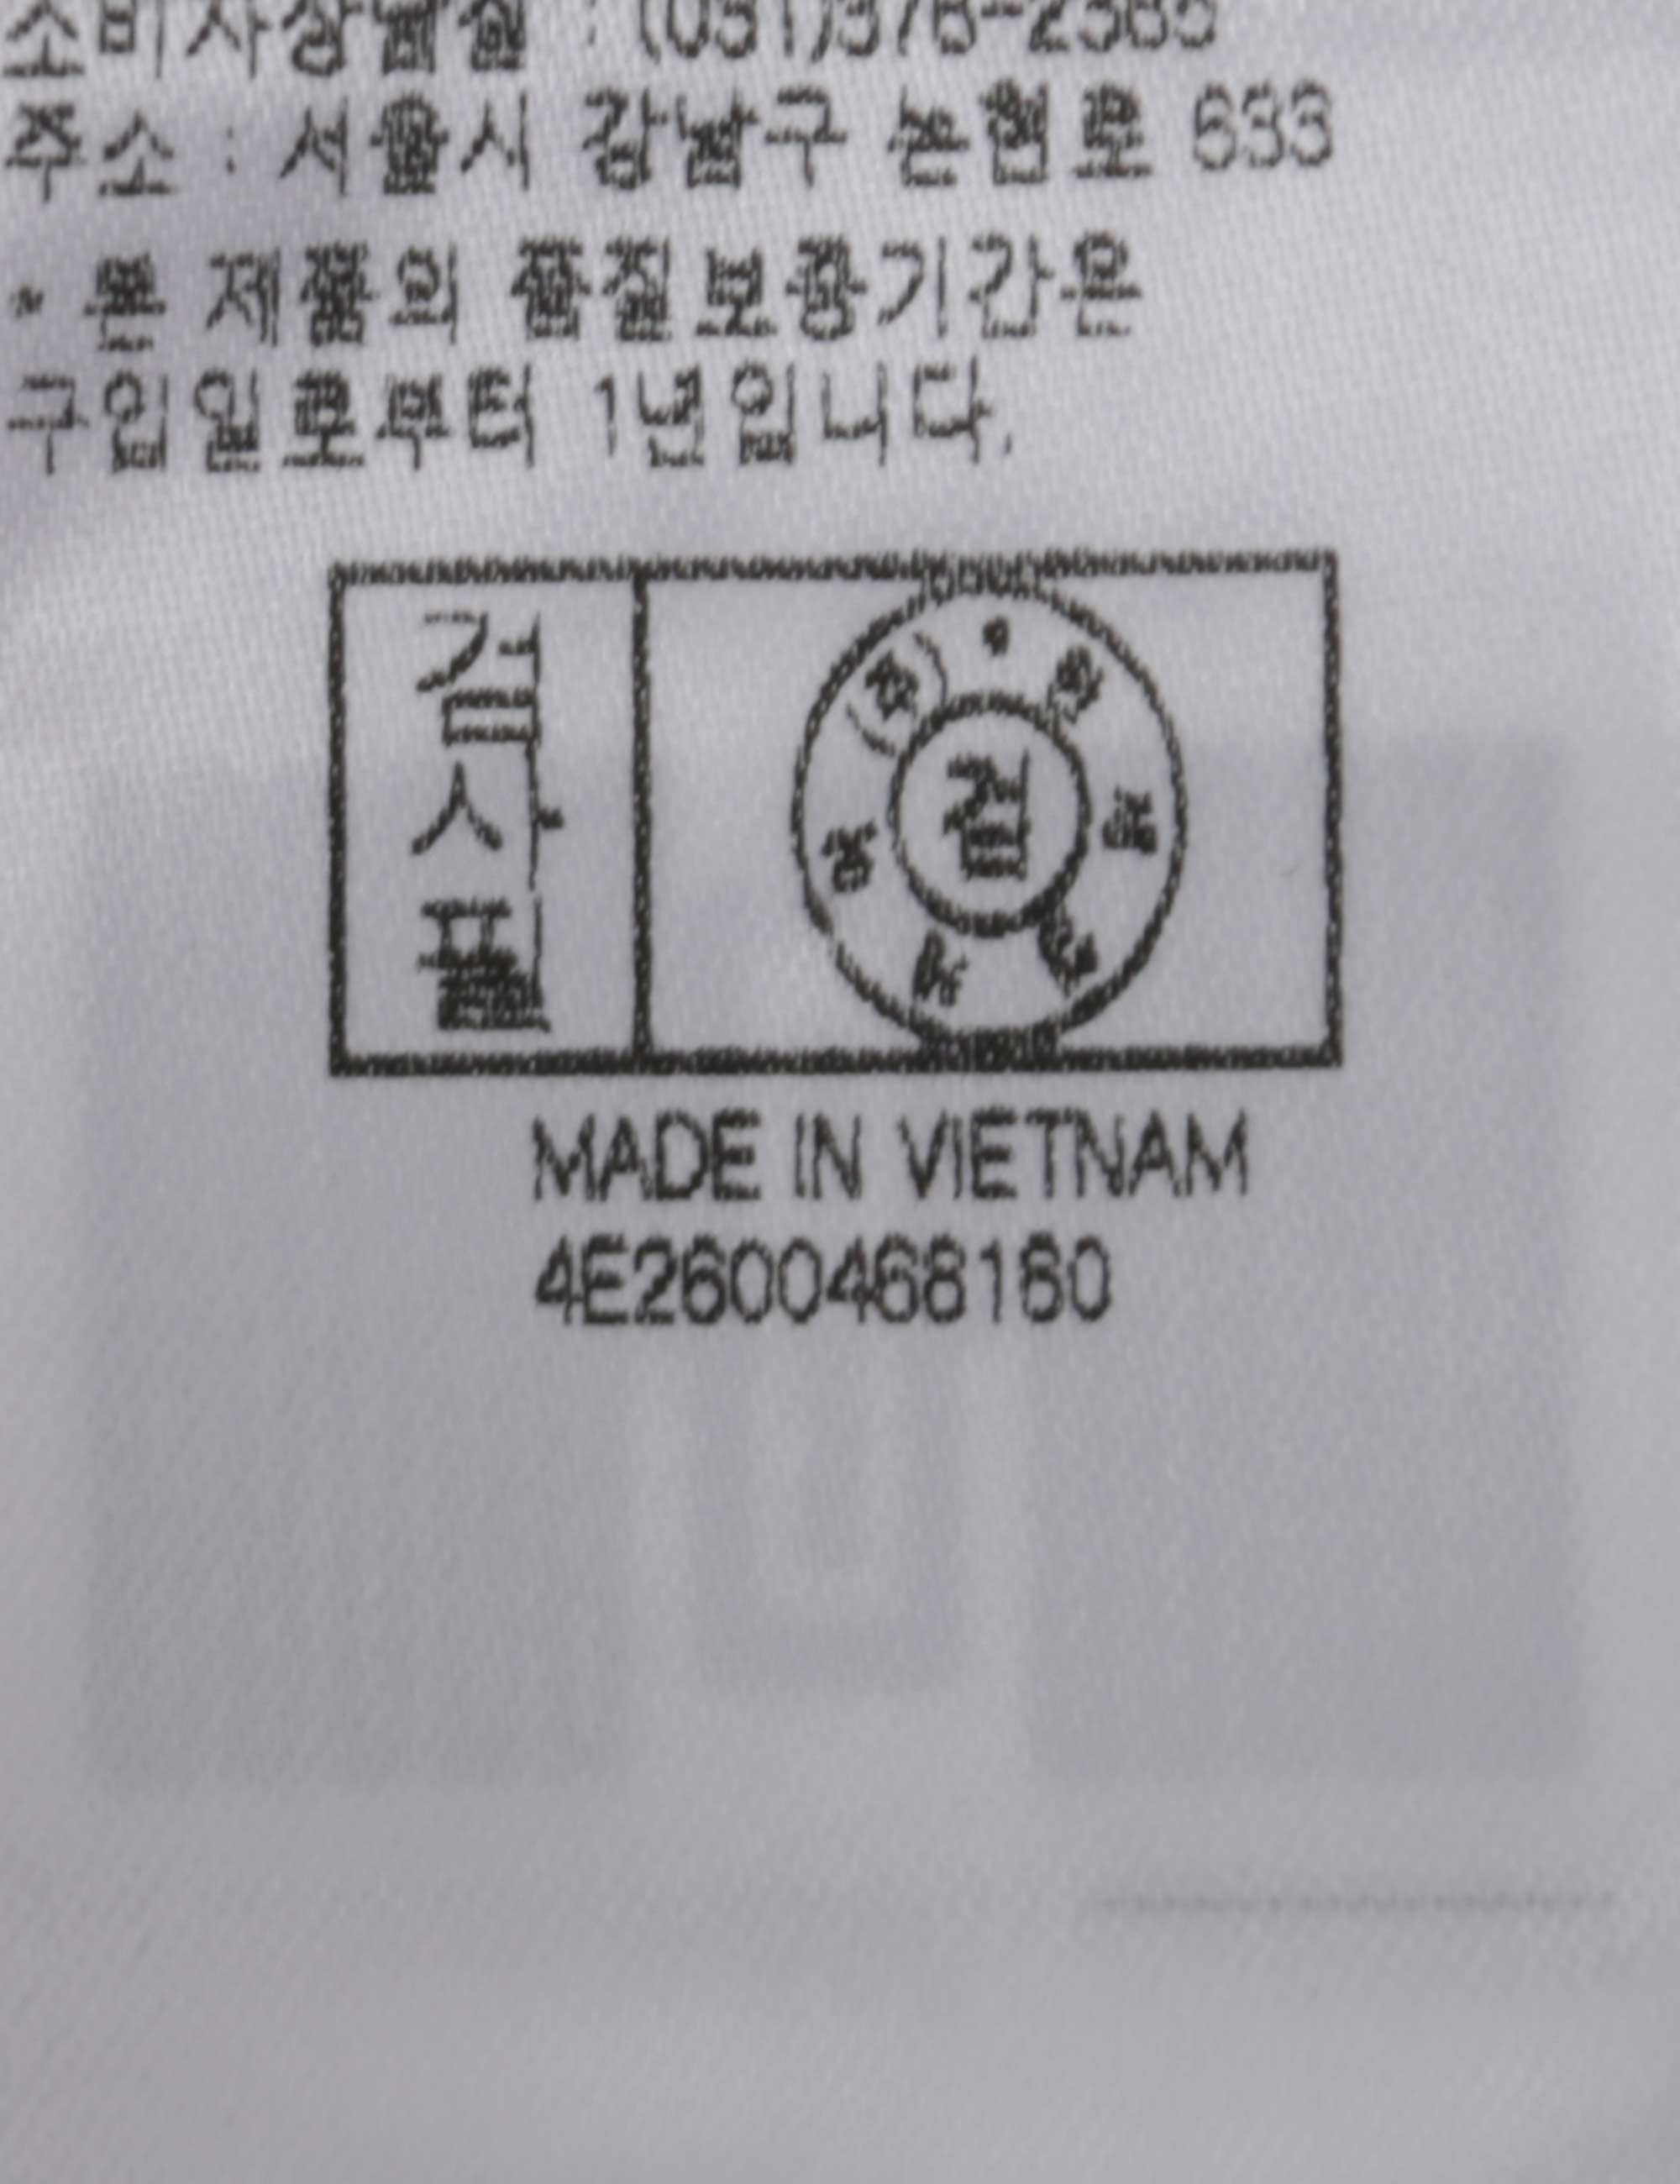 소비자상담실 : (031)376-2365
주소 : 서울시 강남구 논현로 633
* 본 제품의 품질보증기간은
구입일로부터 1년입니다.
검사필
검
MADE IN VIETNAM
4E2600468160